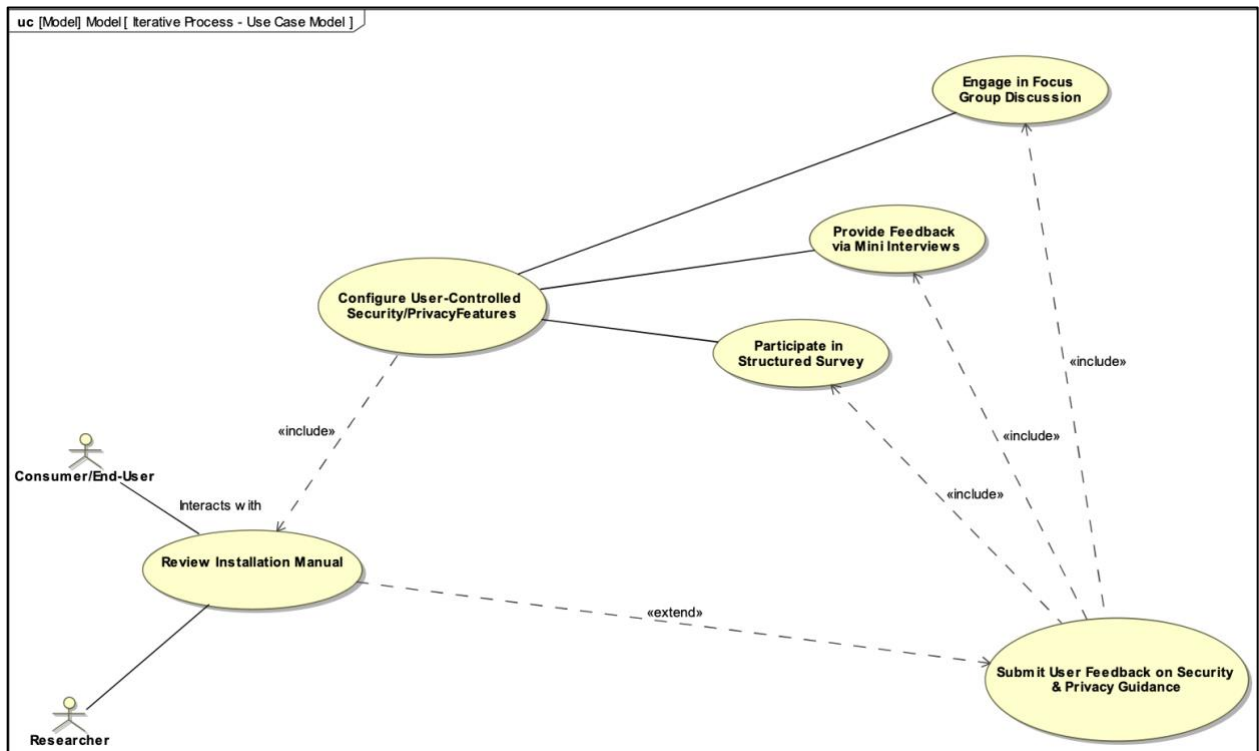 uc [Model] Model [ Iterative Process - Use Case Model ]
Engage in Focus
Group Discussion
Provide Feedback
via Mini Interviews
Configure User-Controlled
Security/PrivacyFeatures
Participate in
Structured Survey
«include»
«include»
«include»
«include»
Consumer/End-User
Interacts with
Review Installation Manual
«extend»
Submit User Feedback on Security
& Privacy Guidance
Researcher